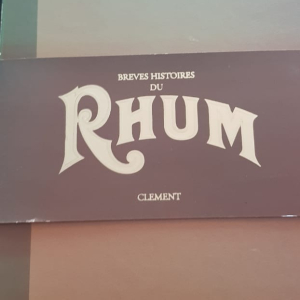 BREVES HISTOIRES
DU
RHUM
CLEMENT